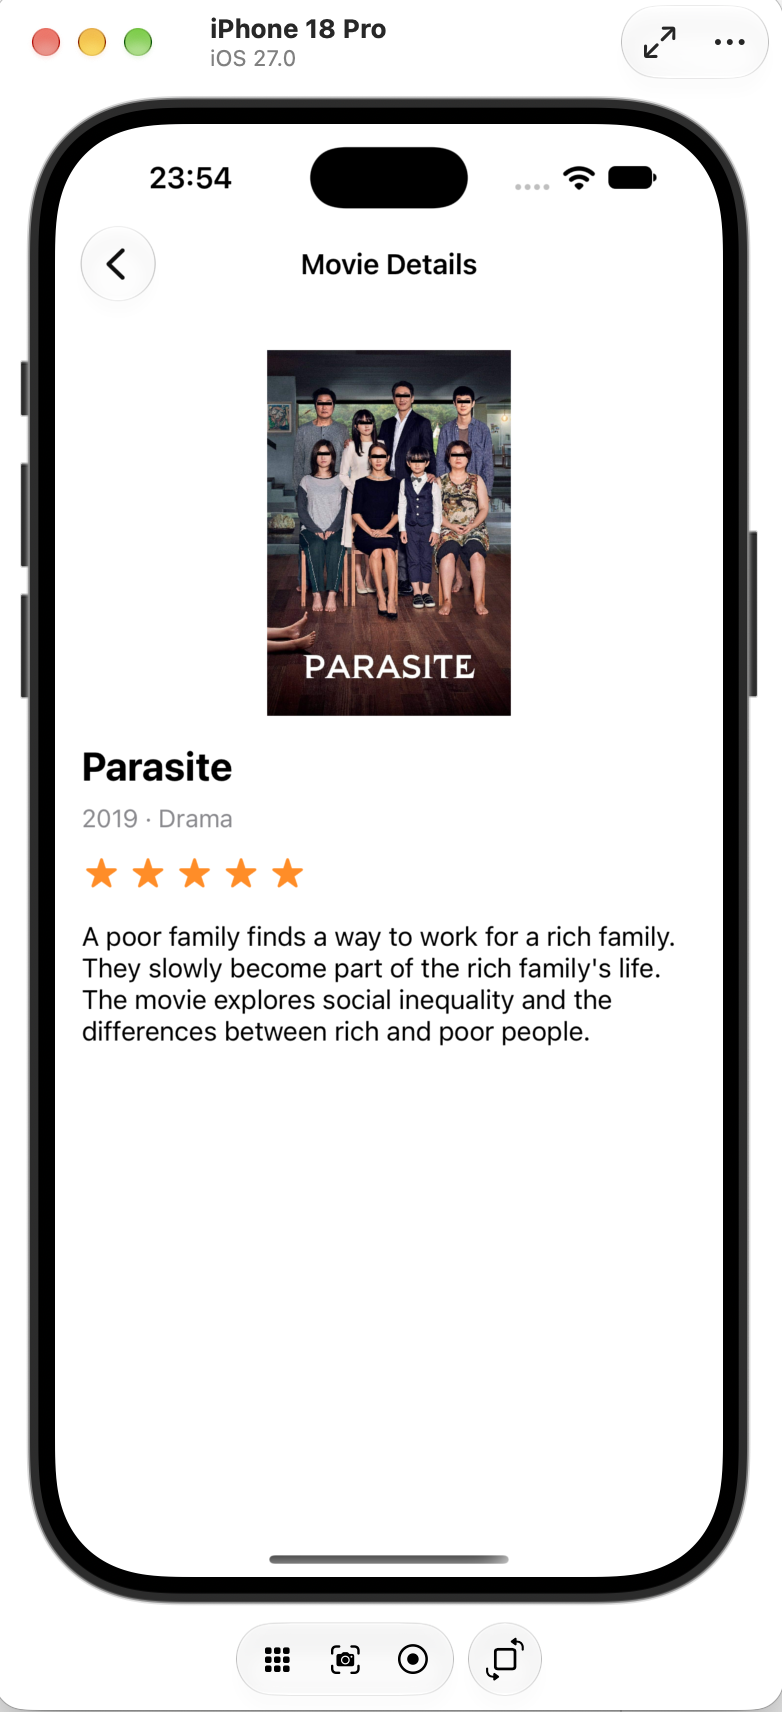 iPhone 18 Pro
iOS 27.0
23:54
Movie Details
PARASITE
Parasite
2019 · Drama
A poor family finds a way to work for a rich family.
They slowly become part of the rich family's life.
The movie explores social inequality and the
differences between rich and poor people.